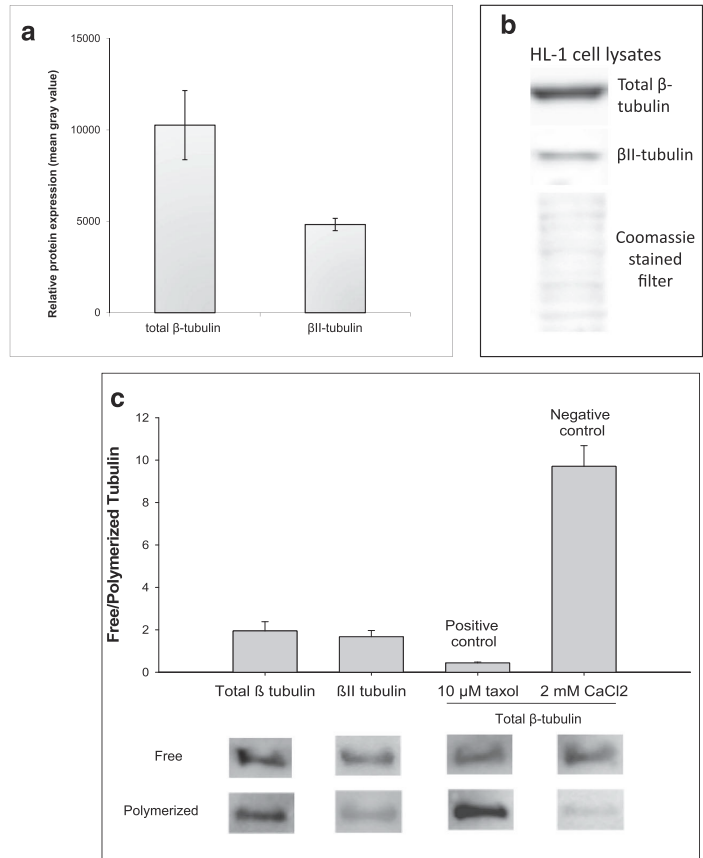 a
Relative protein expression (mean gray value)
15000
10000
5000
0
total β-tubulin
βII-tubulin
b
HL-1 cell lysates
Total β-
tubulin
βII-tubulin
Coomassie
stained
filter
c
Free/Polymerized Tubulin
12
10
8
6
4
2
0
Negative
control
Positive
control
Total ß tubulin
ßII tubulin
10 µM taxol
2 mM CaCl2
Total β-tubulin
Free
Polymerized